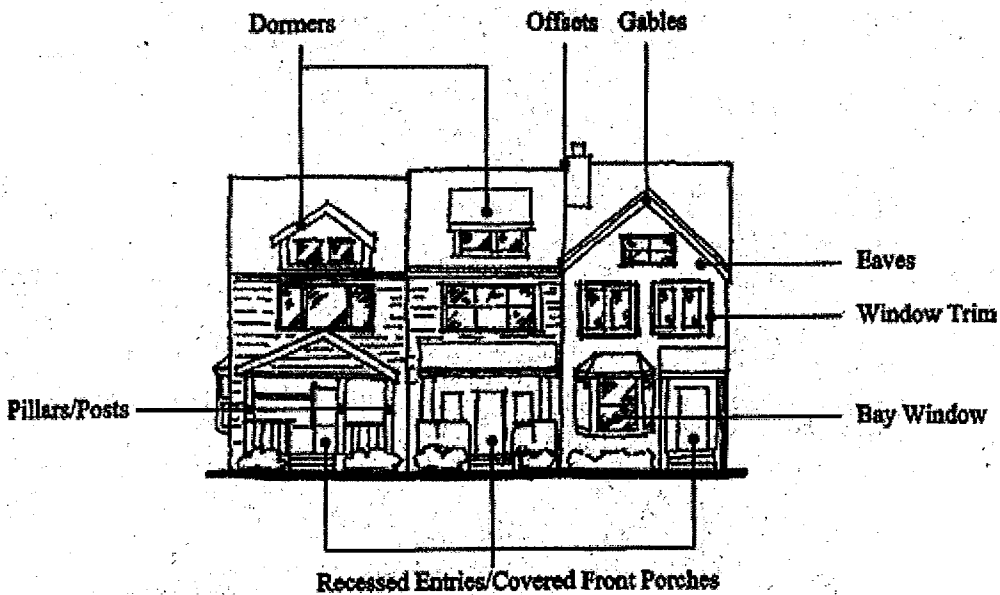 Dormers
Offsets
Gables
Eaves
Window Trim
Pillars/Posts
Bay Window
Recessed Entries/Covered Front Porches